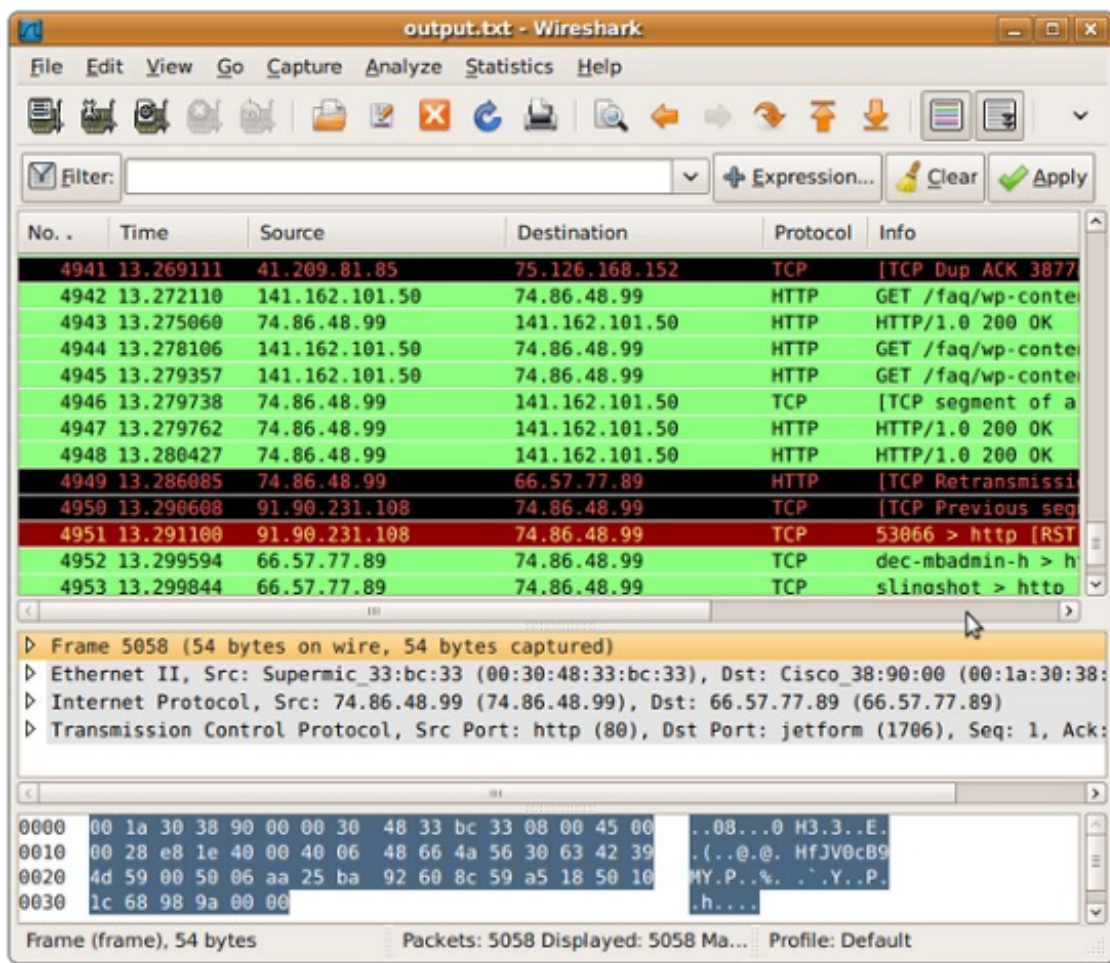 output.txt - Wireshark
File Edit View Go Capture Analyze Statistics Help
Filter: Expression... Clear Apply
No. . Time Source Destination Protocol Info
4941 13.269111 41.209.81.85 75.126.168.152 TCP [TCP Dup ACK 3877
4942 13.272110 141.162.101.50 74.86.48.99 HTTP GET /faq/wp-conte
4943 13.275060 74.86.48.99 141.162.101.50 HTTP HTTP/1.0 200 OK
4944 13.278106 141.162.101.50 74.86.48.99 HTTP GET /faq/wp-conte
4945 13.279357 141.162.101.50 74.86.48.99 HTTP GET /faq/wp-conte
4946 13.279738 74.86.48.99 141.162.101.50 TCP [TCP segment of a
4947 13.279762 74.86.48.99 141.162.101.50 HTTP HTTP/1.0 200 OK
4948 13.280427 74.86.48.99 141.162.101.50 HTTP HTTP/1.0 200 OK
4949 13.286085 74.86.48.99 66.57.77.89 HTTP [TCP Retransmissi
4950 13.290608 91.90.231.108 74.86.48.99 TCP [TCP Previous seg
4951 13.291100 91.90.231.108 74.86.48.99 TCP 53066 > http [RST
4952 13.299594 66.57.77.89 74.86.48.99 TCP dec-mbadmin-h > h
4953 13.299844 66.57.77.89 74.86.48.99 TCP slingshot > http
Frame 5058 (54 bytes on wire, 54 bytes captured)
Ethernet II, Src: Supermic_33:bc:33 (00:30:48:33:bc:33), Dst: Cisco_38:90:00 (00:1a:30:38:
Internet Protocol, Src: 74.86.48.99 (74.86.48.99), Dst: 66.57.77.89 (66.57.77.89)
Transmission Control Protocol, Src Port: http (80), Dst Port: jetform (1706), Seq: 1, Ack:
0000 00 1a 30 38 90 00 00 30 48 33 bc 33 08 00 45 00 ..08...0 H3.3..E.
0010 00 28 e8 1e 40 00 40 06 48 66 4a 56 30 63 42 39 .(..@.@. HfJV0cB9
0020 4d 59 00 50 06 aa 25 ba 92 60 8c 59 a5 18 50 10 MY.P..%. .`.Y..P.
0030 1c 68 98 9a 00 00 .h....
Frame (frame), 54 bytes Packets: 5058 Displayed: 5058 Ma... Profile: Default